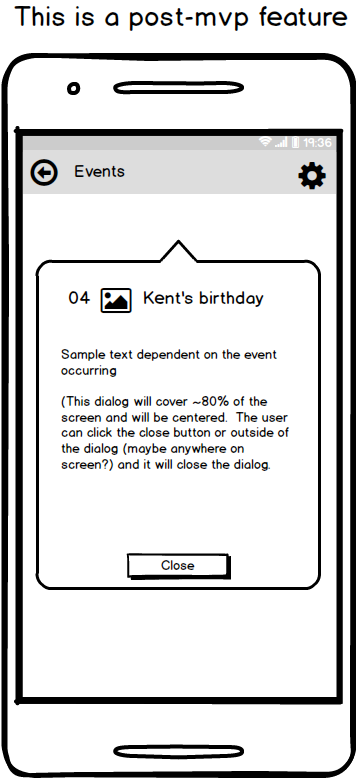 This is a post-mvp feature
19:36
Events
04 Kent's birthday
Sample text dependent on the event
occurring
(This dialog will cover ~80% of the
screen and will be centered. The user
can click the close button or outside of
the dialog (maybe anywhere on
screen?) and it will close the dialog.
Close